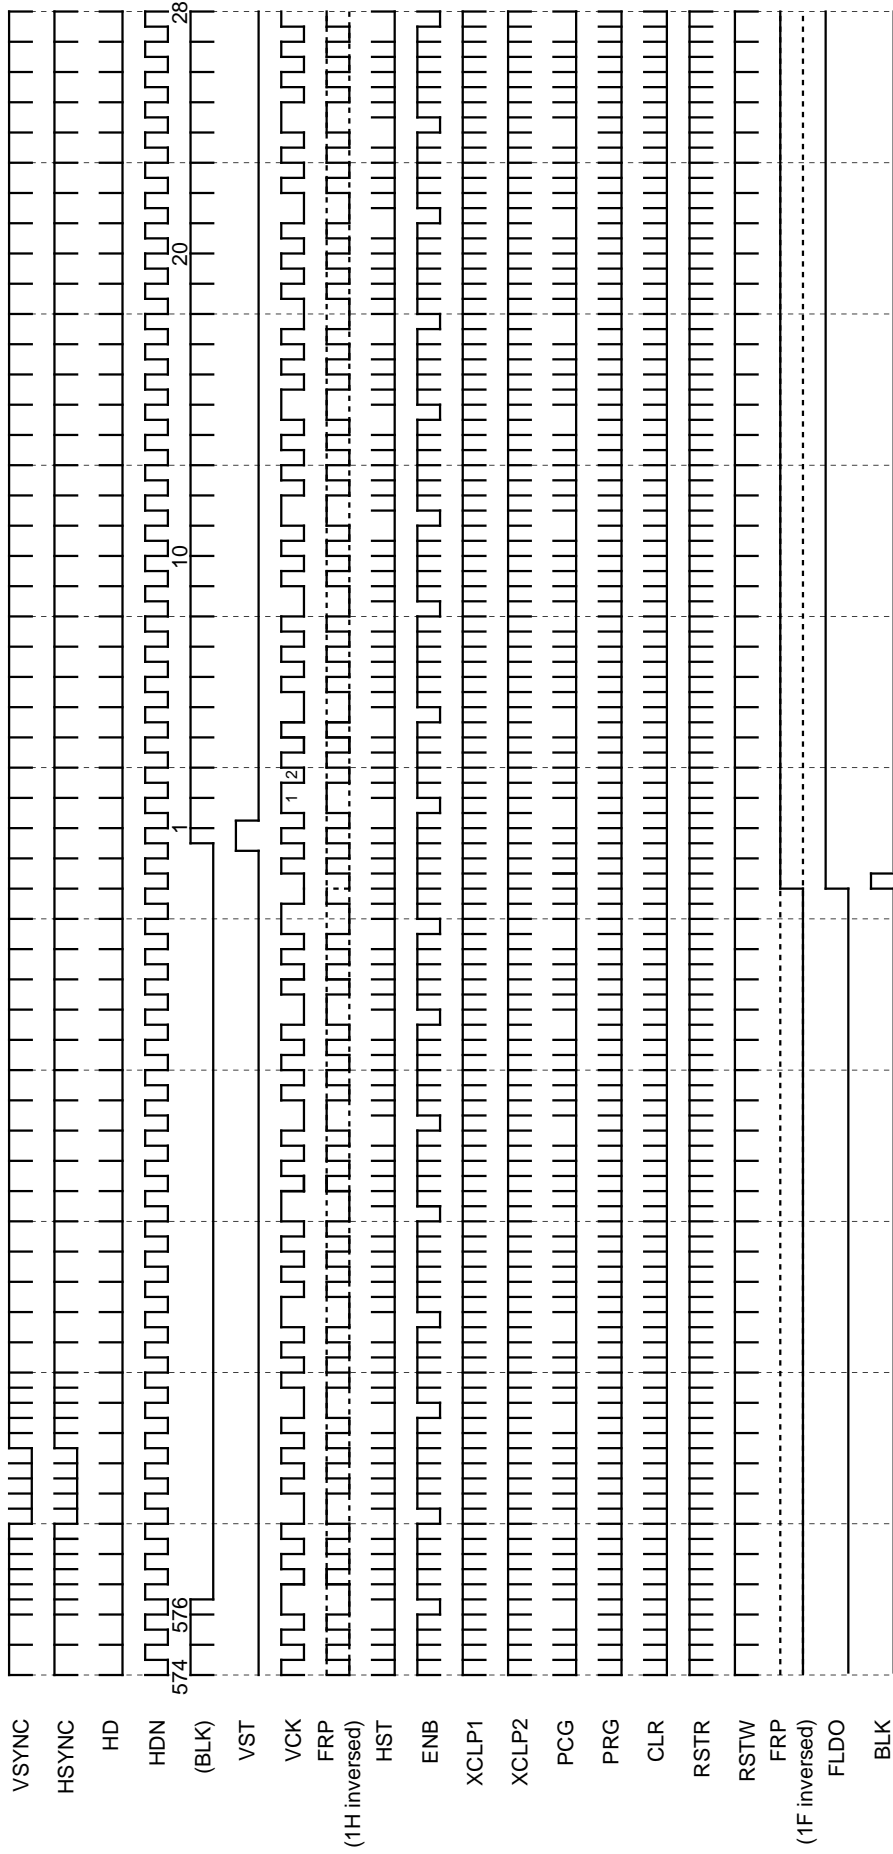 VSYNC
HSYNC
HD
HDN
574 576 1 10 20 28
(BLK)
VST
VCK
1 2
FRP
(1H inversed)
HST
ENB
XCLP1
XCLP2
PCG
PRG
CLR
RSTR
RSTW
FRP
(1F inversed)
FLDO
BLK